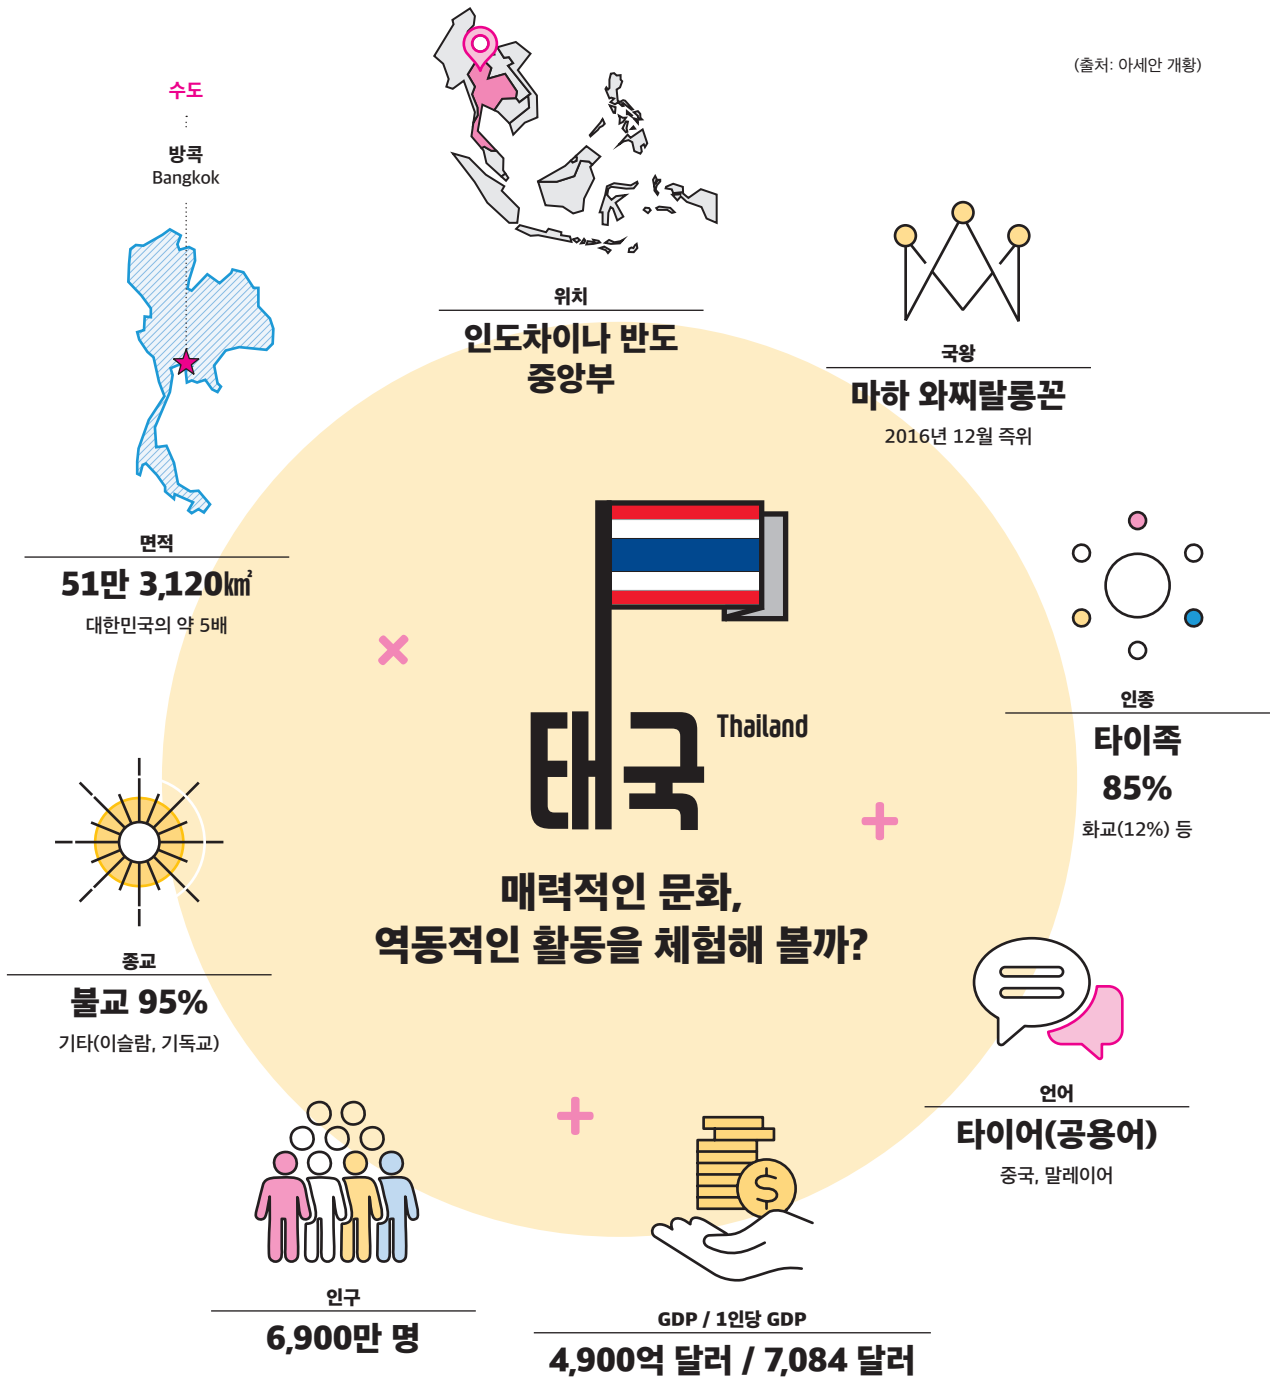 (출처: 아세안 개황)
수도
방콕
Bangkok
위치
인도차이나 반도
중앙부
국왕
마하 와찌랄롱꼰
2016년 12월 즉위
면적
51만 3,120㎢
대한민국의 약 5배
인종
타이족
85%
화교(12%) 등
태국
Thailand
매력적인 문화,
역동적인 활동을 체험해 볼까?
종교
불교 95%
기타(이슬람, 기독교)
언어
타이어(공용어)
중국, 말레이어
인구
6,900만 명
GDP / 1인당 GDP
4,900억 달러 / 7,084 달러